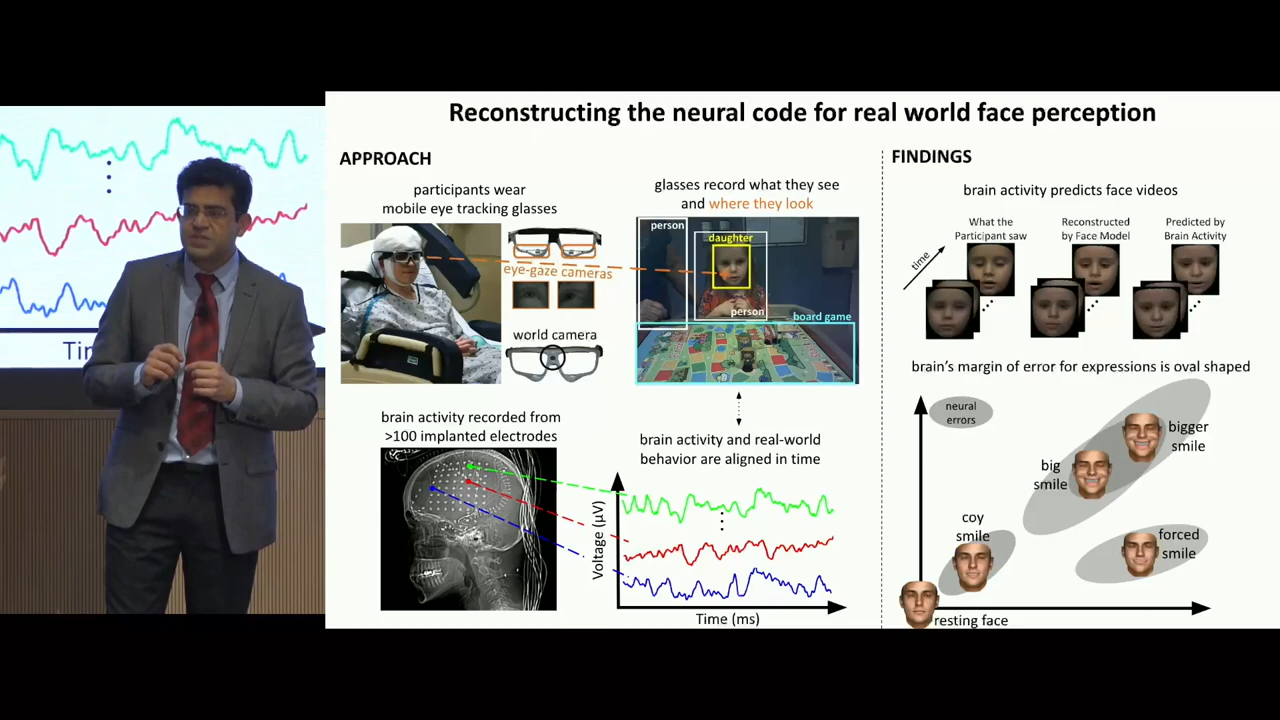 Reconstructing the neural code for real world face perception
APPROACH
participants wear
mobile eye tracking glasses
eye-gaze cameras
world camera
glasses record what they see
and where they look
person
daughter
person
board game
brain activity recorded from
>100 implanted electrodes
brain activity and real-world
behavior are aligned in time
Voltage (µV)
Time (ms)
FINDINGS
brain activity predicts face videos
What the
Participant saw
Reconstructed
by Face Model
Predicted by
Brain Activity
time
brain's margin of error for expressions is oval shaped
neural
errors
bigger
smile
big
smile
coy
smile
forced
smile
resting face